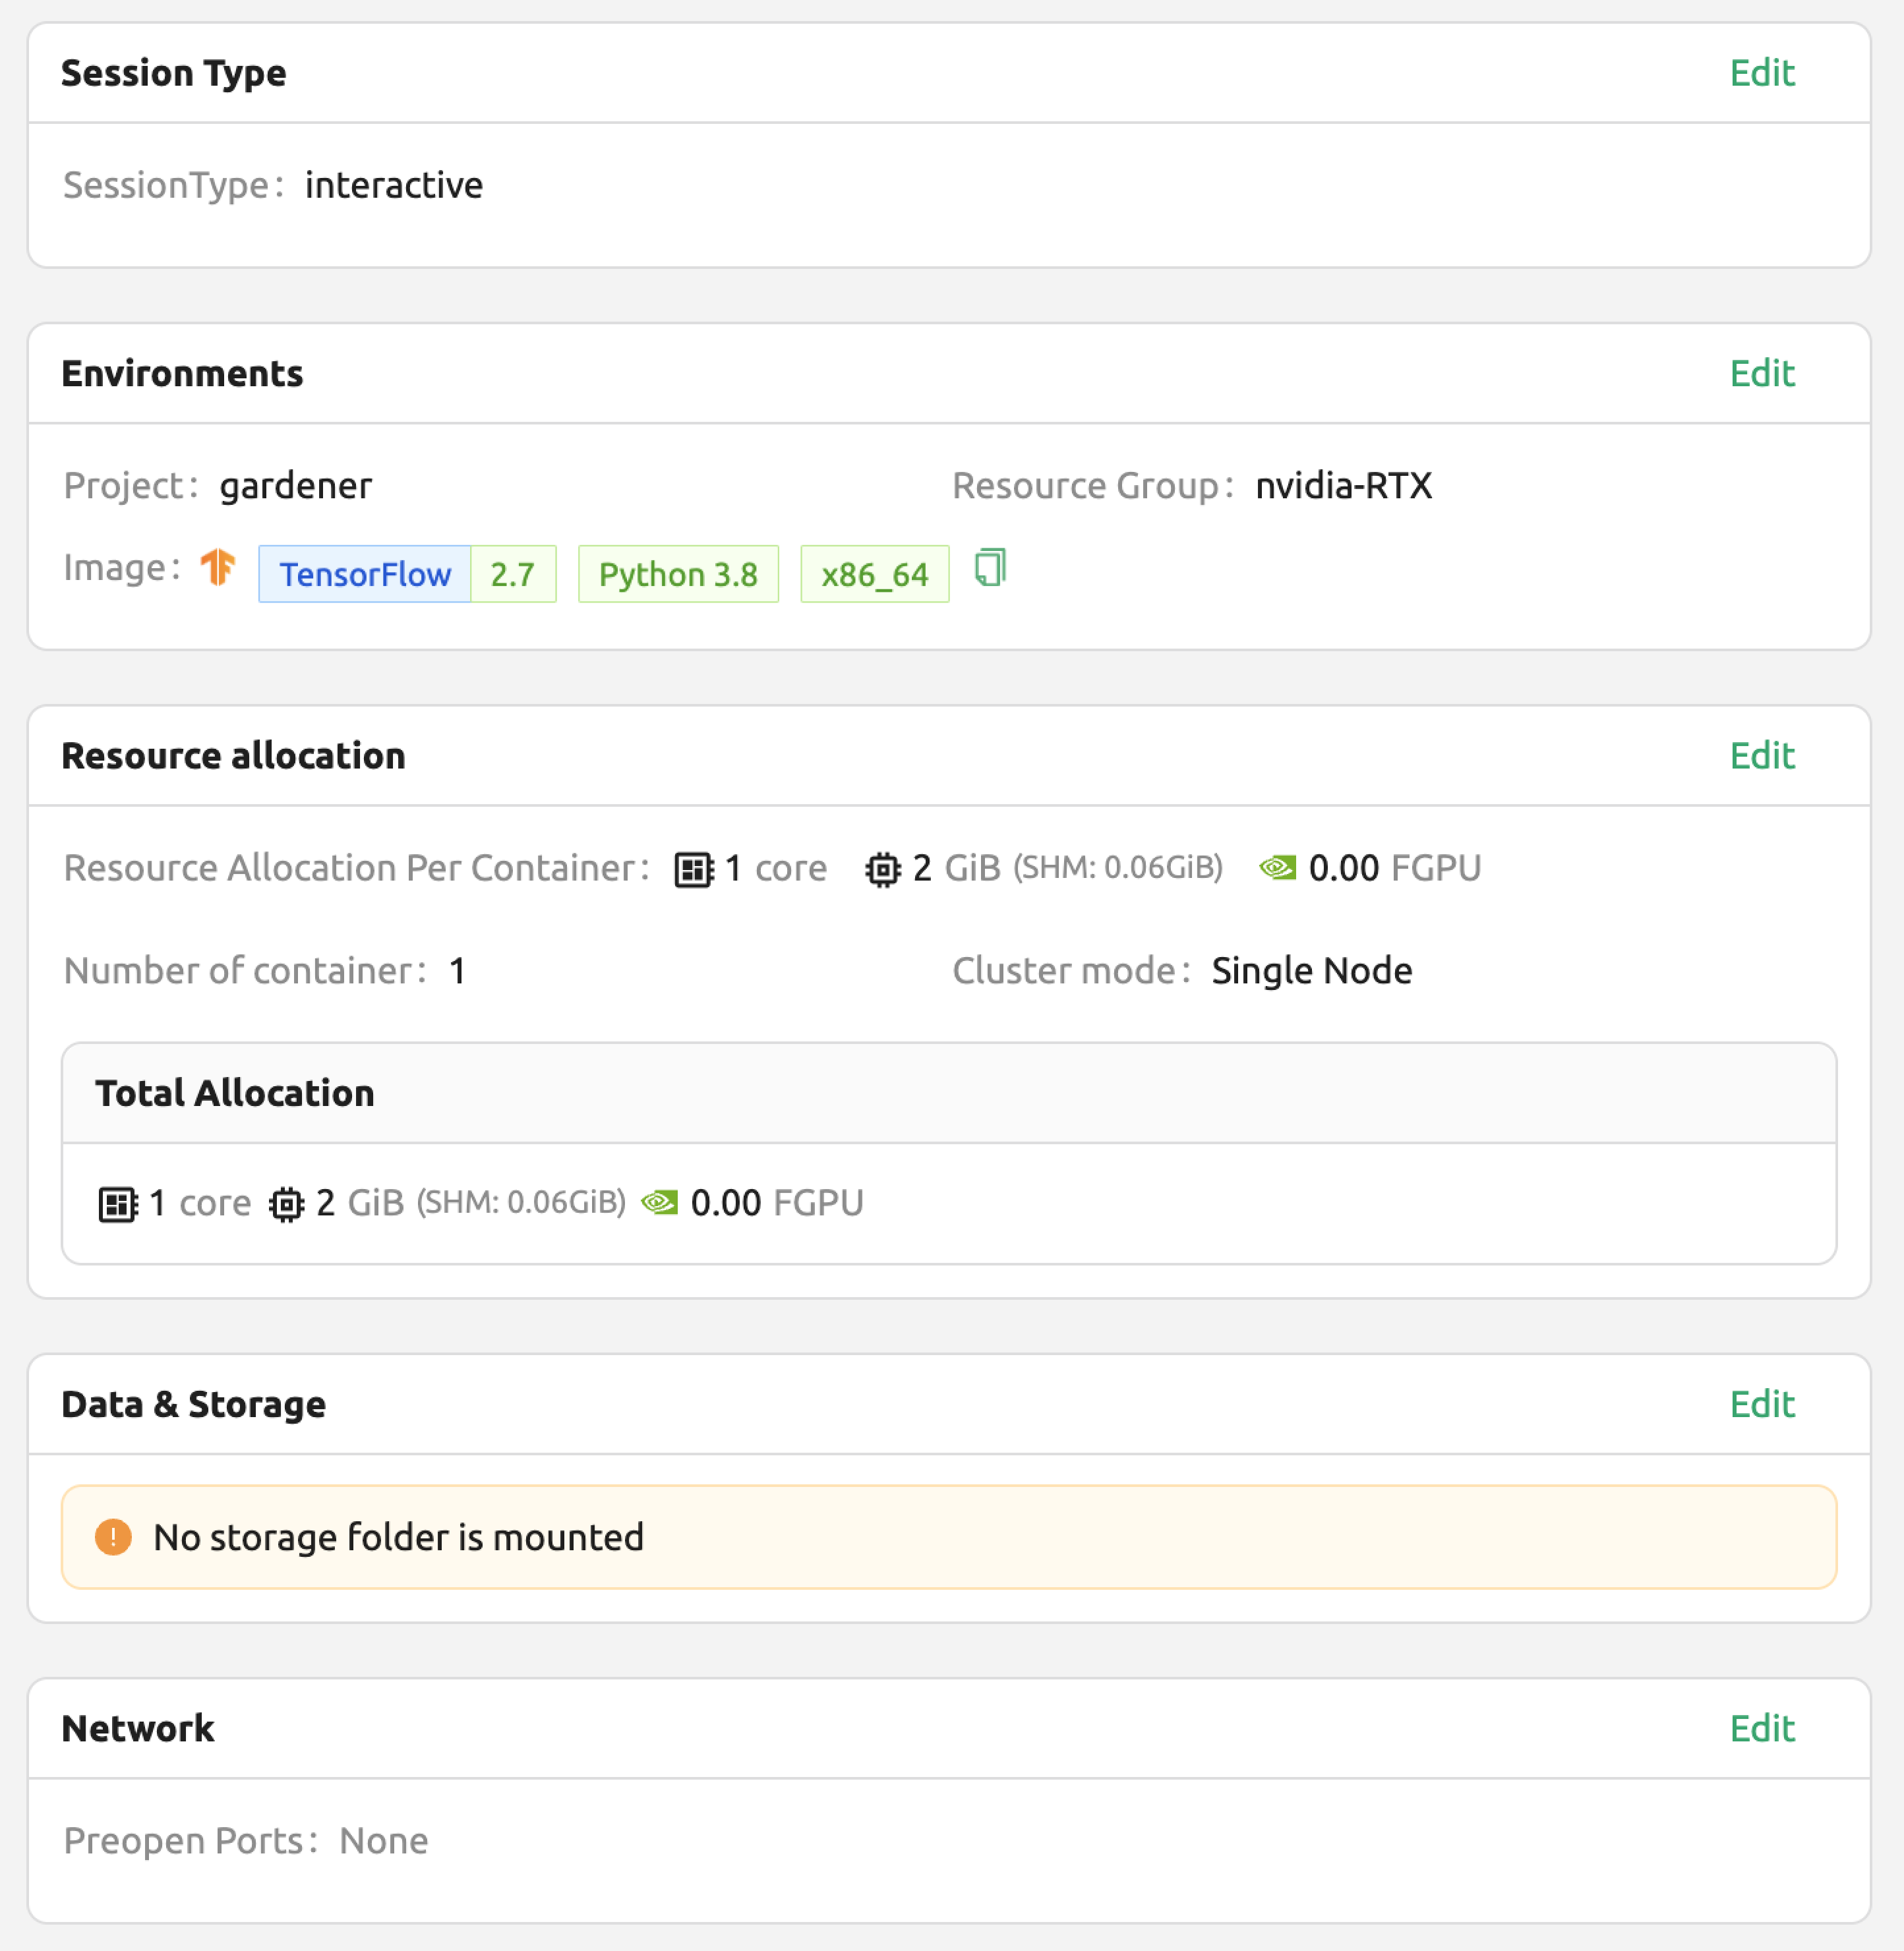 Session Type Edit
SessionType: interactive
Environments Edit
Project: gardener Resource Group: nvidia-RTX
Image: TensorFlow 2.7 Python 3.8 x86_64
Resource allocation Edit
Resource Allocation Per Container: 1 core 2 GiB (SHM: 0.06GiB) 0.00 FGPU
Number of container: 1 Cluster mode: Single Node
Total Allocation
1 core 2 GiB (SHM: 0.06GiB) 0.00 FGPU
Data & Storage Edit
No storage folder is mounted
Network Edit
Preopen Ports: None